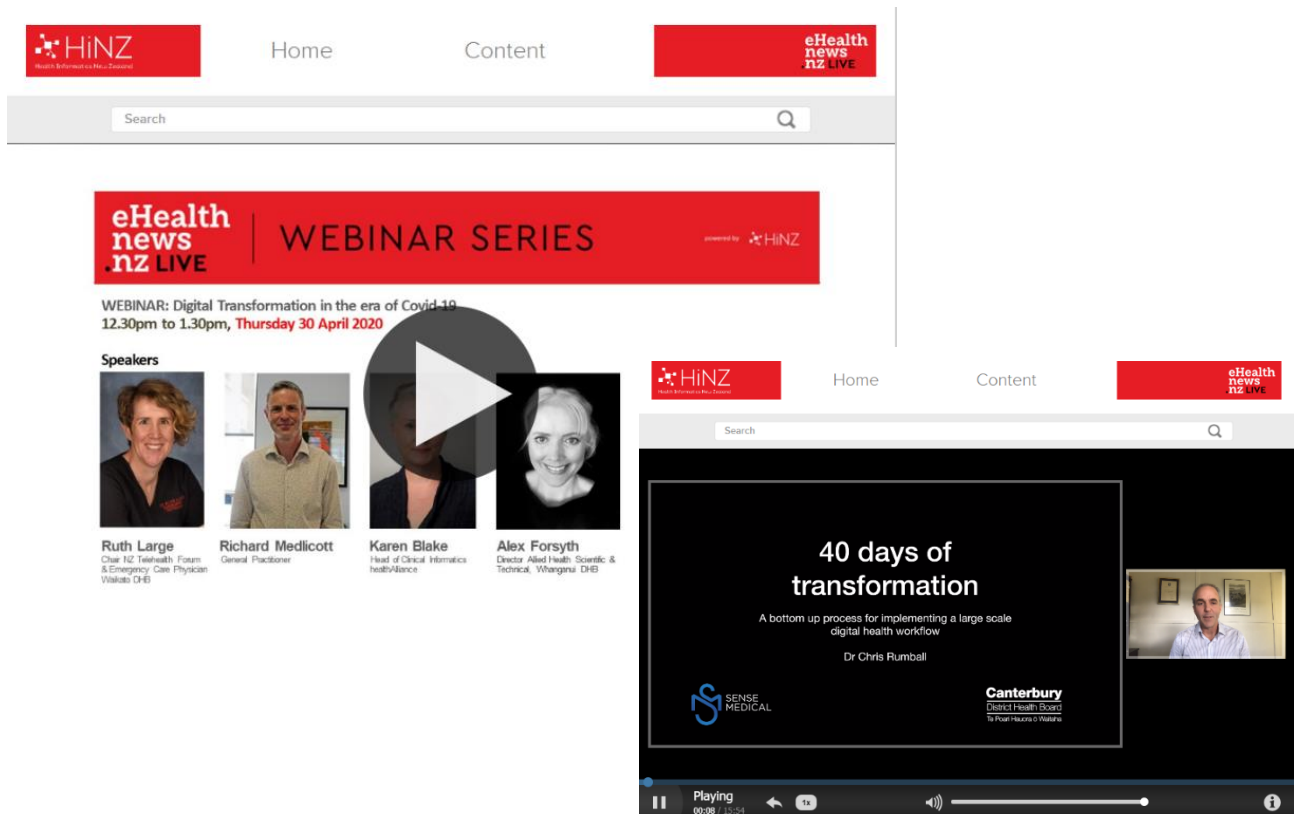 HiNZ
Health Informatics New Zealand
Home
Content
eHealth
news
.nz LIVE
Search
eHealth
news
.nz LIVE
WEBINAR SERIES
powered by HiNZ
WEBINAR: Digital Transformation in the era of Covid-19
12.30pm to 1.30pm, Thursday 30 April 2020
Speakers
Ruth Large
Chair NZ Telehealth Forum
& Emergency Care Physician
Waikato DHB
Richard Medlicott
General Practitioner
Karen Blake
Head of Clinical Informatics
healthAlliance
Alex Forsyth
Director Allied Health Scientific &
Technical, Whanganui DHB
HiNZ
Health Informatics New Zealand
Home
Content
eHealth
news
.nz LIVE
Search
40 days of
transformation
A bottom up process for implementing a large scale
digital health workflow
Dr Chris Rumball
SENSE
MEDICAL
Canterbury
District Health Board
Te Poari Hauora ō Waitaha
Playing
00:08 / 15:54
1x